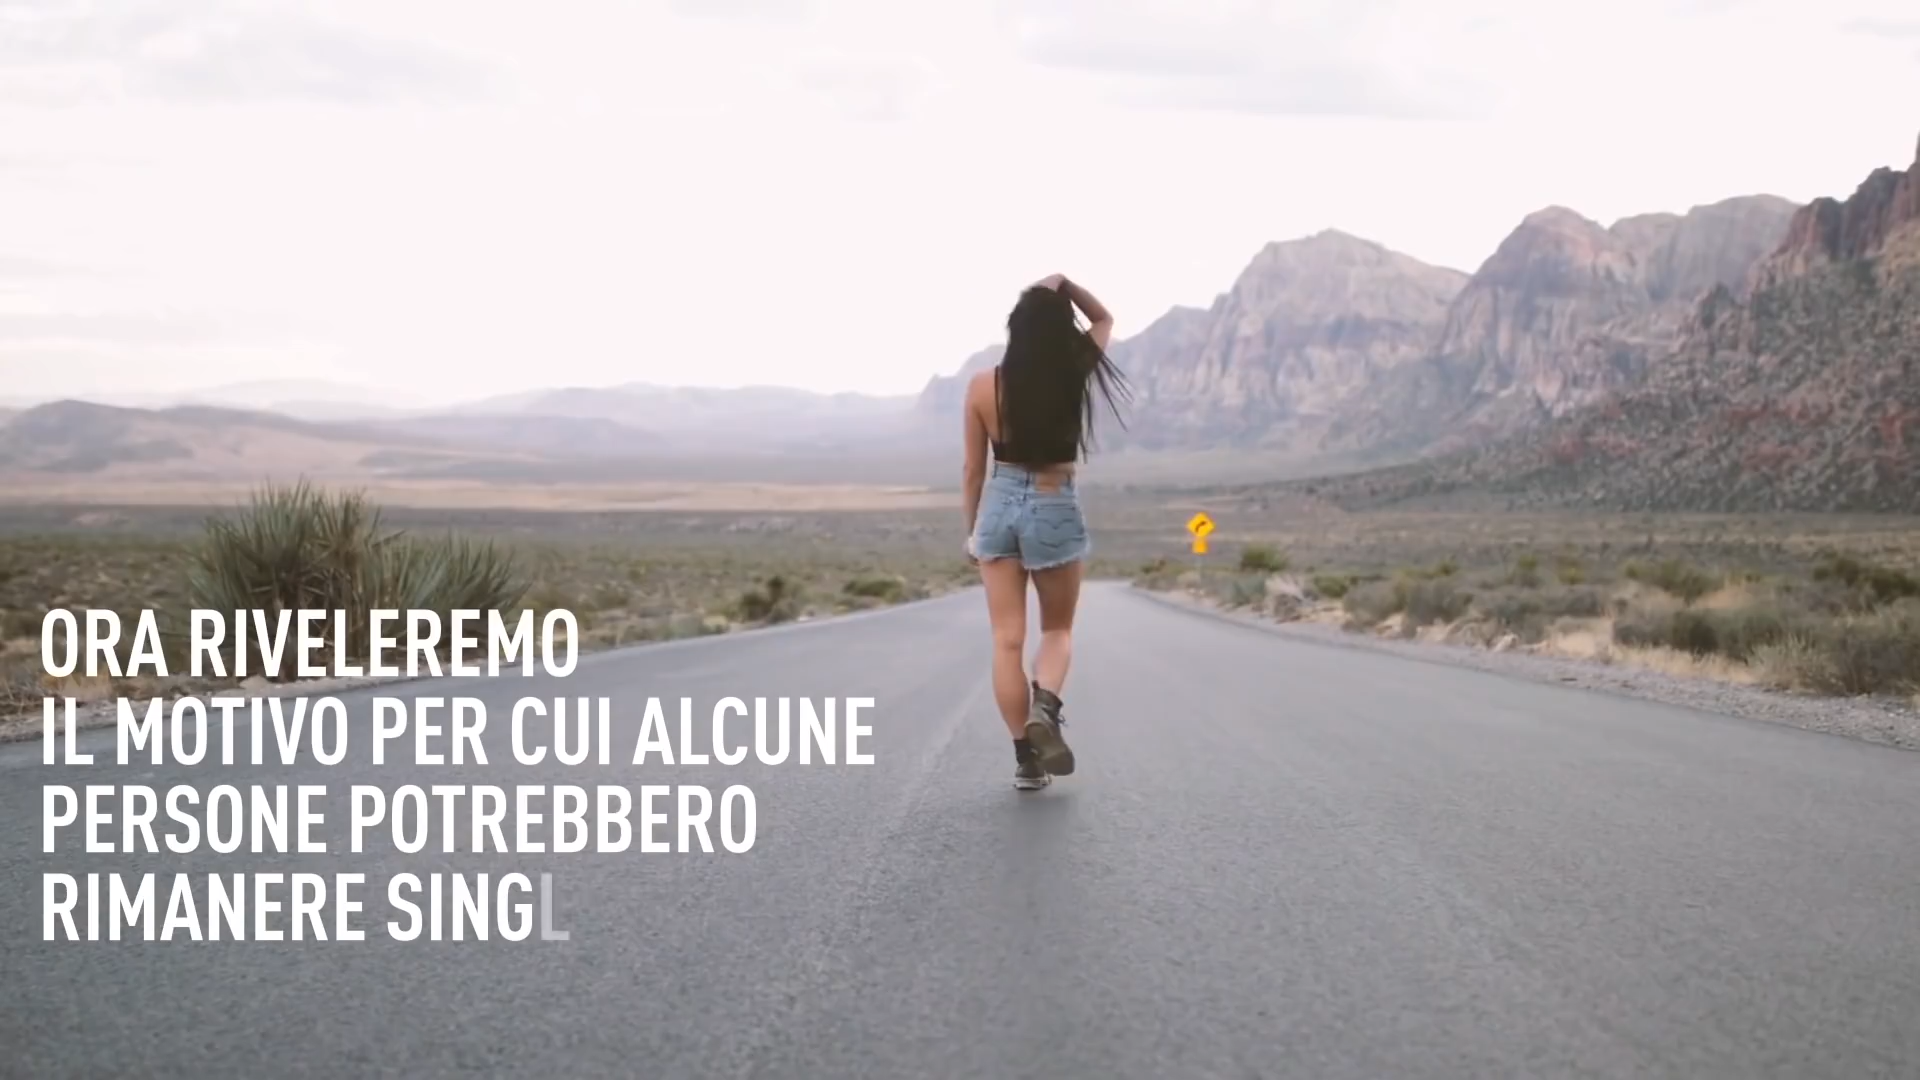 ORA RIVELEREMO
IL MOTIVO PER CUI ALCUNE
PERSONE POTREBBERO
RIMANERE SINGL